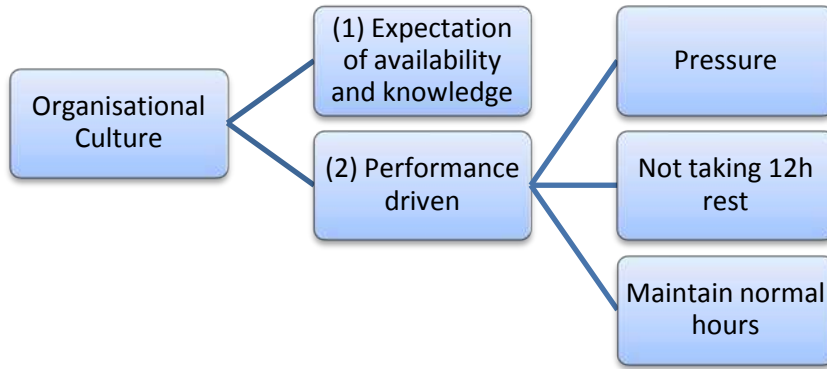 Organisational
Culture
(1) Expectation
of availability
and knowledge
(2) Performance
driven
Pressure
Not taking 12h
rest
Maintain normal
hours